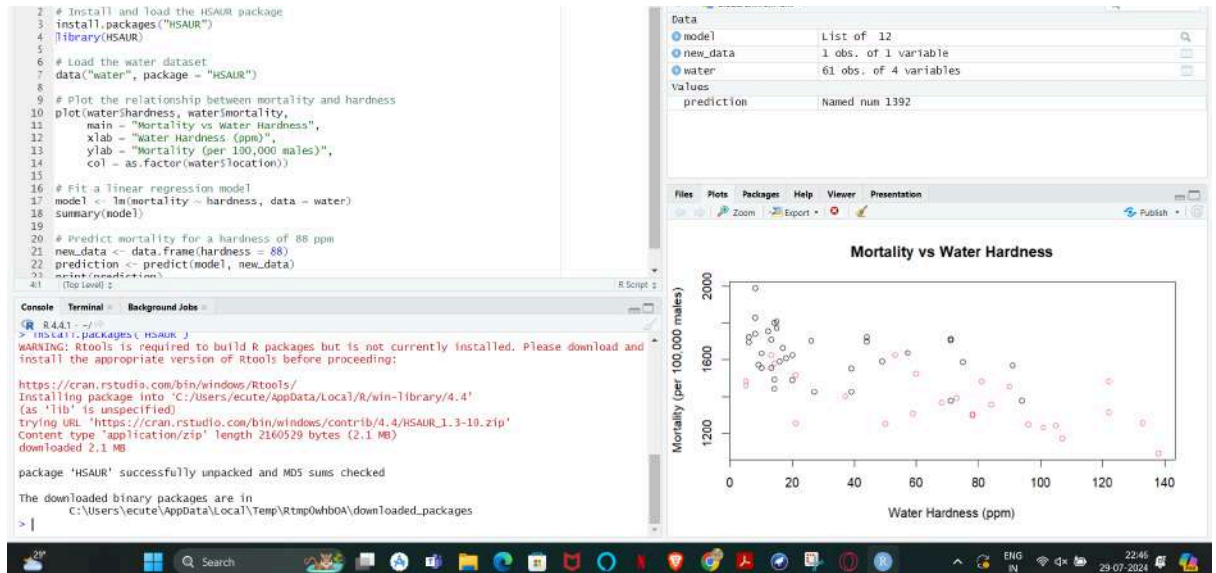 2 # Install and load the HSAUR package
3 install.packages("HSAUR")
4 library(HSAUR)
5
6 # Load the water dataset
7 data("water", package = "HSAUR")
8
9 # Plot the relationship between mortality and hardness
10 plot(water$hardness, water$mortality,
11 main = "Mortality vs Water Hardness",
12 xlab = "Water Hardness (ppm)",
13 ylab = "Mortality (per 100,000 males)",
14 col = as.factor(water$location))
15
16 # Fit a linear regression model
17 model <- lm(mortality ~ hardness, data = water)
18 summary(model)
19
20 # Predict mortality for a hardness of 88 ppm
21 new_data <- data.frame(hardness = 88)
22 prediction <- predict(model, new_data)
23 print(prediction)
4:1 (Top Level) R Script
Console Terminal Background Jobs
R 4.4.1 · ~/
> install.packages("HSAUR")
WARNING: Rtools is required to build R packages but is not currently installed. Please download and
install the appropriate version of Rtools before proceeding:
https://cran.rstudio.com/bin/windows/Rtools/
Installing package into 'C:/Users/ecute/AppData/Local/R/win-library/4.4'
(as 'lib' is unspecified)
trying URL 'https://cran.rstudio.com/bin/windows/contrib/4.4/HSAUR_1.3-10.zip'
Content type 'application/zip' length 2160529 bytes (2.1 MB)
downloaded 2.1 MB
package 'HSAUR' successfully unpacked and MD5 sums checked
The downloaded binary packages are in
C:\Users\ecute\AppData\Local\Temp\Rtmp0whbOA\downloaded_packages
>
Data
model List of 12
new_data 1 obs. of 1 variable
water 61 obs. of 4 variables
Values
prediction Named num 1392
Files Plots Packages Help Viewer Presentation
Zoom Export Publish
Mortality vs Water Hardness
Mortality (per 100,000 males)
2000
1600
1200
0 20 40 60 80 100 120 140
Water Hardness (ppm)
29°
Search
ENG
IN
22:46
29-07-2024